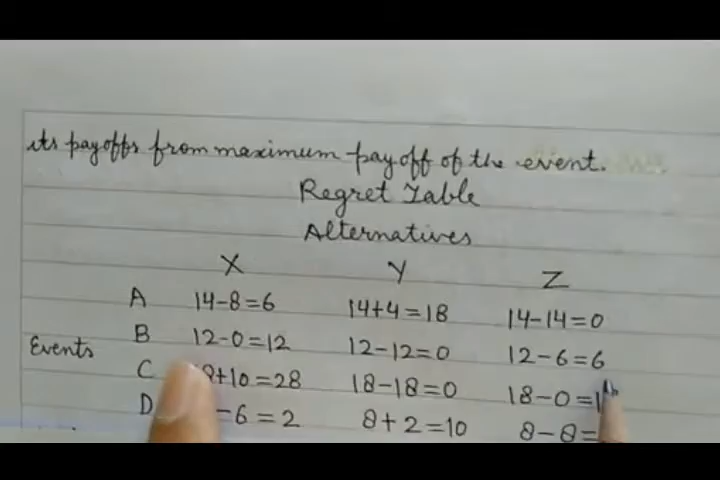 its payoffs from maximum payoff of the event.
Regret Table
Alternatives
X Y Z
A 14-8=6 14+4=18 14-14=0
Events B 12-0=12 12-12=0 12-6=6
C 8+10=28 18-18=0 18-0=1
D -6=2 8+2=10 8-8=